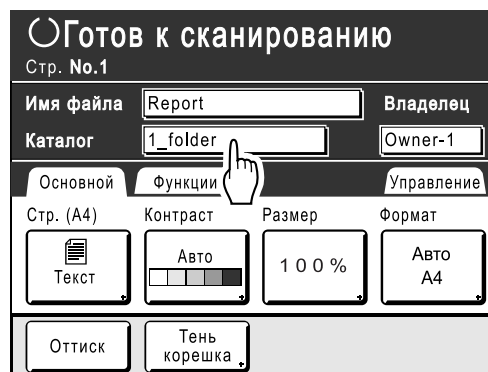 Готов к сканированию
Стр. No.1
Имя файла Report Владелец
Каталог 1_folder Owner-1
Основной Функции Управление
Стр. (A4) Контраст Размер Формат
Текст Авто 100% Авто A4
Оттиск Тень корешка